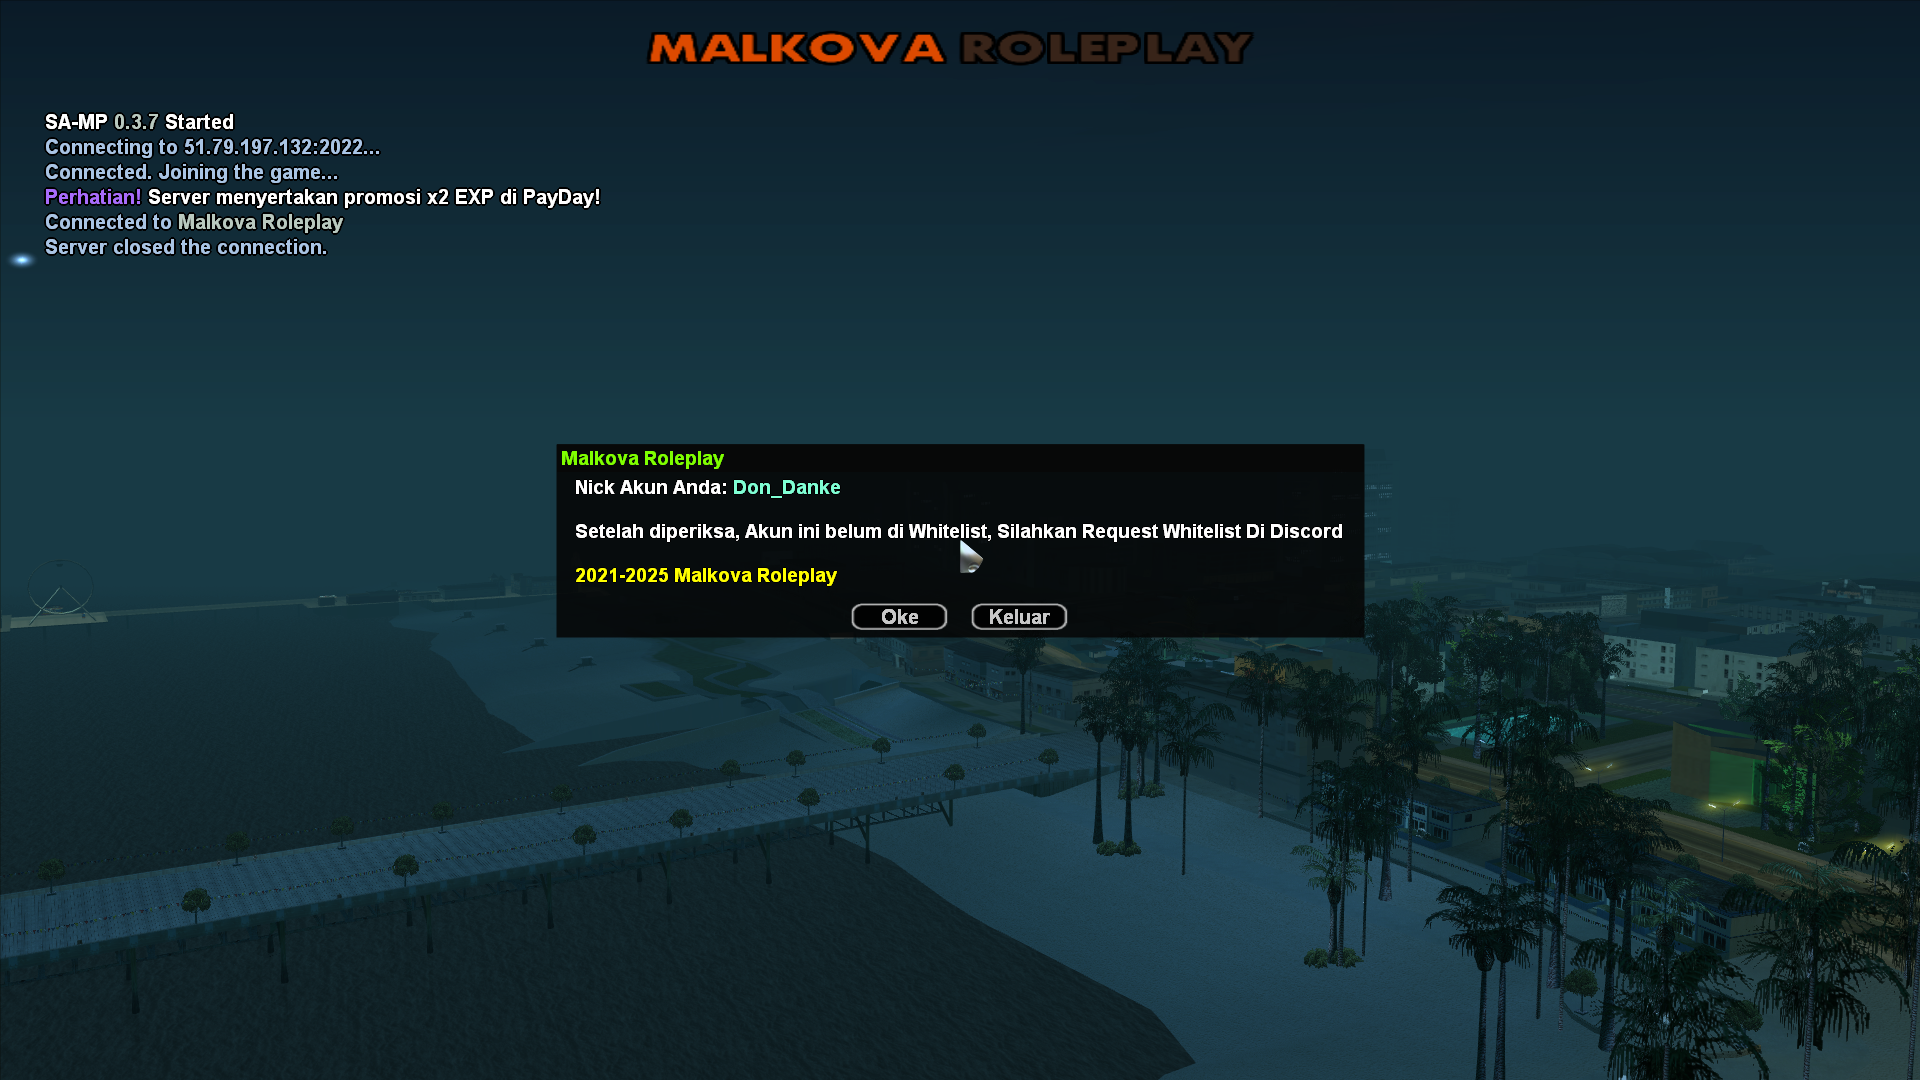 MALKOVA ROLEPLAY
SA-MP 0.3.7 Started
Connecting to 51.79.197.132:2022...
Connected. Joining the game...
Perhatian! Server menyertakan promosi x2 EXP di PayDay!
Connected to Malkova Roleplay
Server closed the connection.
Malkova Roleplay
Nick Akun Anda: Don_Danke
Setelah diperiksa, Akun ini belum di Whitelist, Silahkan Request Whitelist Di Discord
2021-2025 Malkova Roleplay
Oke Keluar